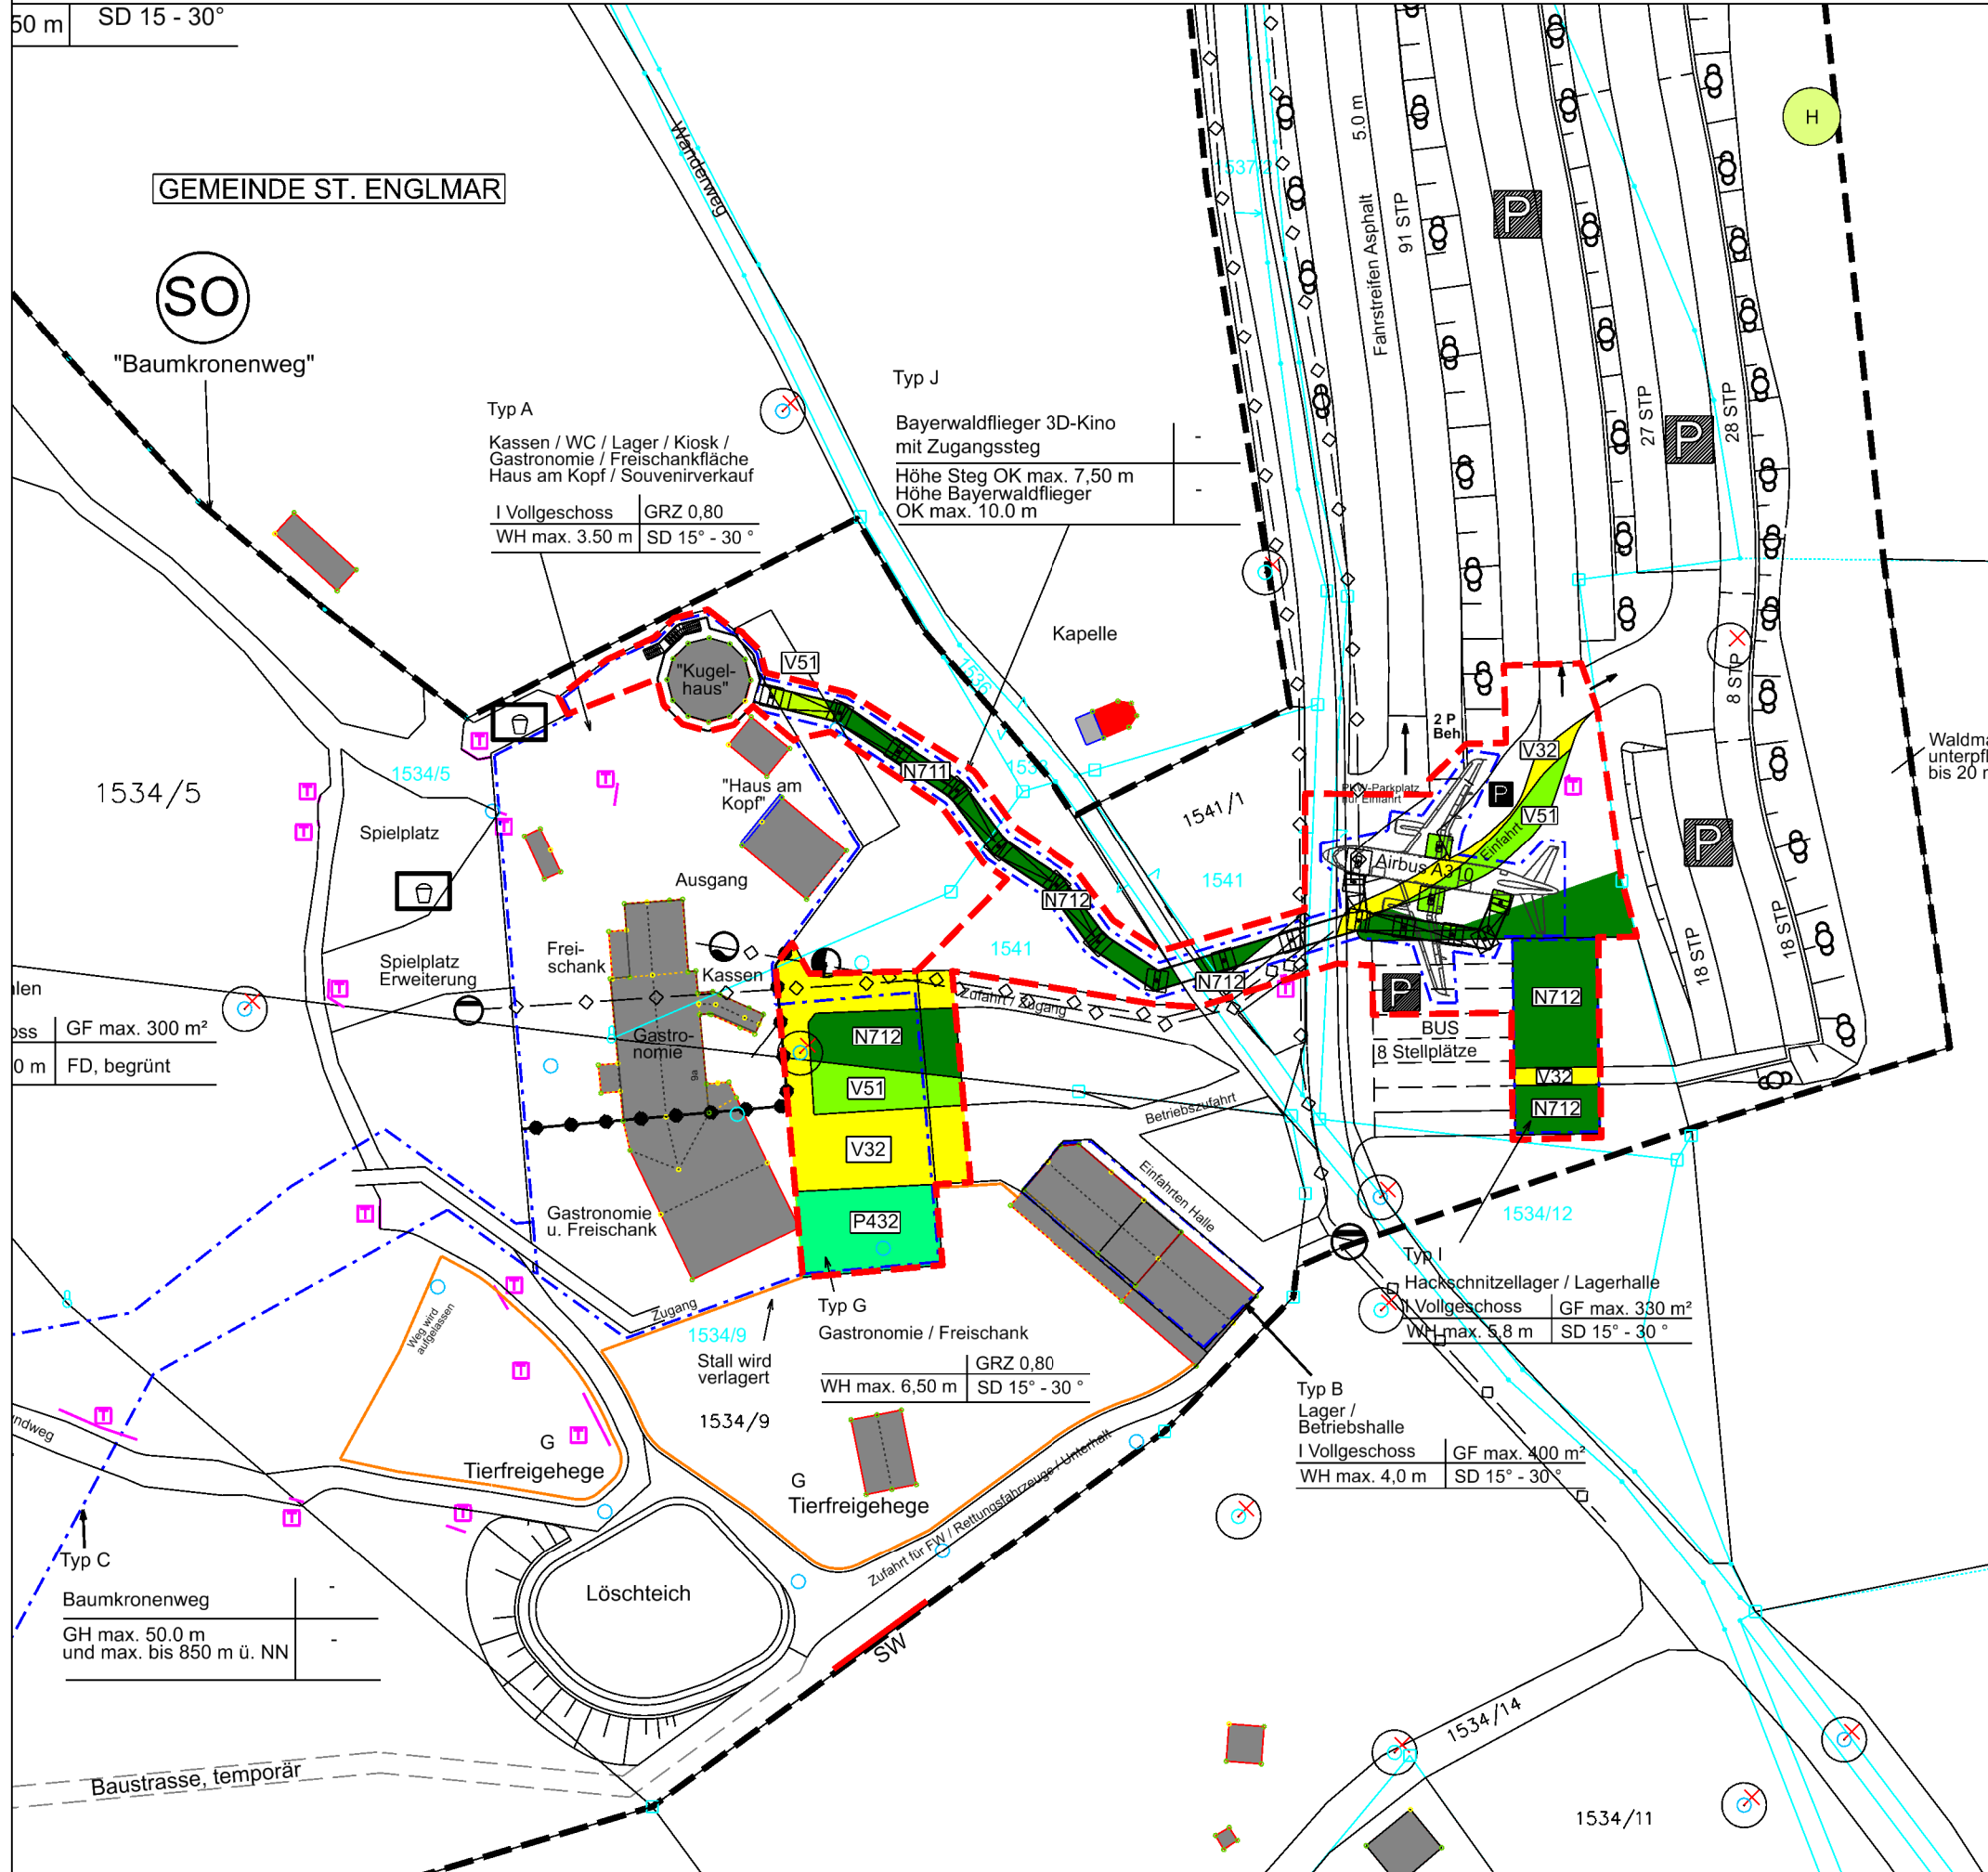 50 m
SD 15 - 30°
GEMEINDE ST. ENGLMAR
SO
"Baumkronenweg"
Wanderweg
1537/2
5.0 m
Fahrstreifen Asphalt
91 STP
P
H
Typ A
Kassen / WC / Lager / Kiosk /
Gastronomie / Freischankfläche
Haus am Kopf / Souvenirverkauf
I Vollgeschoss
GRZ 0,80
WH max. 3.50 m
SD 15° - 30 °
Typ J
Bayerwaldflieger 3D-Kino
mit Zugangssteg
-
Höhe Steg OK max. 7,50 m
Höhe Bayerwaldflieger
OK max. 10.0 m
-
27 STP
P
28 STP
8 STP
Kapelle
1536
"Kugel-
haus"
V51
N711
"Haus am
Kopf"
1534/5
1534/5
Spielplatz
Ausgang
N712
1541/1
1541
1541
2 P
Beh
PKW-Parkplatz
nur Einfahrt
V32
P
V51
Einfahrt
Airbus A310
P
18 STP
18 STP
Spielplatz
Erweiterung
Frei-
schank
Kassen
Zufahrt / Zugang
N712
P
BUS
8 Stellplätze
N712
V32
N712
oss
GF max. 300 m²
0 m
FD, begrünt
Gastro-
nomie
9a
N712
V51
V32
P432
Betriebszufahrt
Einfahrten Halle
Gastronomie
u. Freischank
Zugang
1534/9
Stall wird
verlagert
1534/9
Typ G
Gastronomie / Freischank
GRZ 0,80
WH max. 6,50 m
SD 15° - 30 °
1534/12
Typ I
Hackschnitzellager / Lagerhalle
I Vollgeschoss
GF max. 330 m²
WH max. 5,8 m
SD 15° - 30 °
Typ B
Lager /
Betriebshalle
I Vollgeschoss
GF max. 400 m²
WH max. 4,0 m
SD 15° - 30 °
Weg wird
aufgelassen
G
Tierfreigehege
G
Tierfreigehege
Zufahrt für FW / Rettungsfahrzeuge / Unterhalt
SW
Typ C
Baumkronenweg
-
GH max. 50.0 m
und max. bis 850 m ü. NN
-
Löschteich
Baustrasse, temporär
1534/14
1534/11